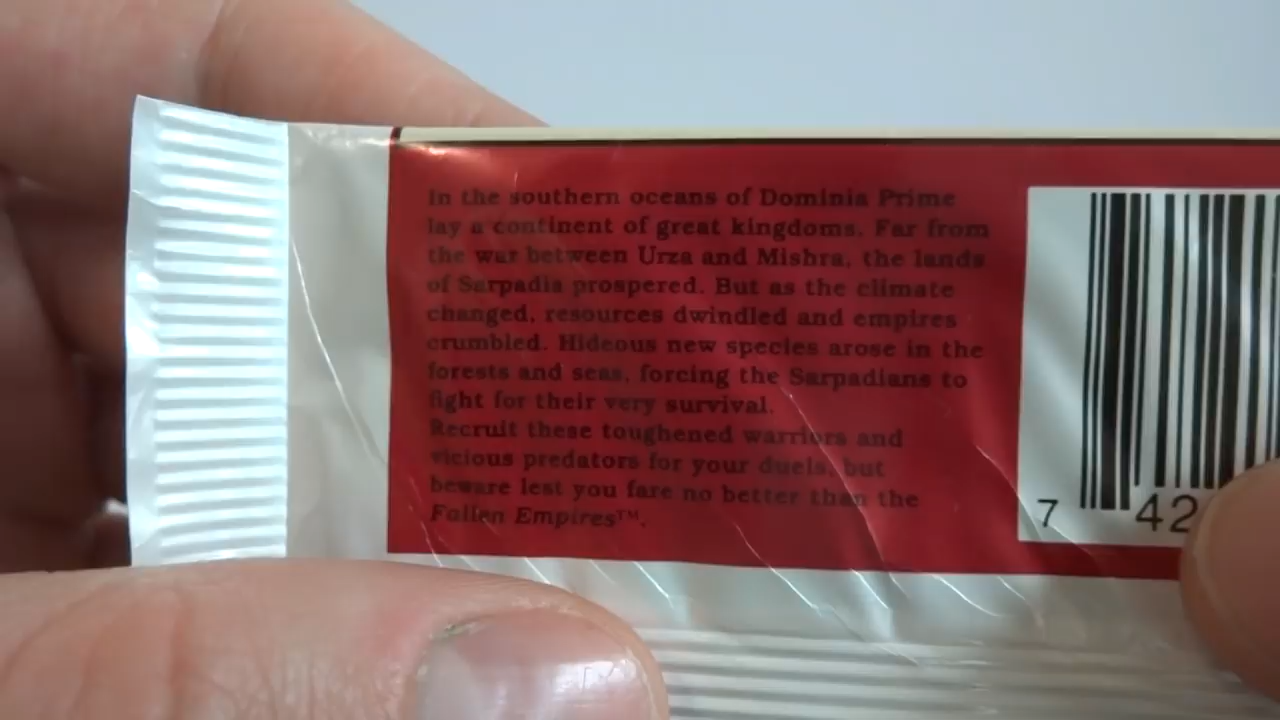 In the southern oceans of Dominia Prime
lay a continent of great kingdoms. Far from
the war between Urza and Mishra, the lands
of Sarpadia prospered. But as the climate
changed, resources dwindled and empires
crumbled. Hideous new species arose in the
forests and seas, forcing the Sarpadians to
fight for their very survival.
Recruit these toughened warriors and
vicious predators for your duels, but
beware lest you fare no better than the
Fallen Empires™.
7 42